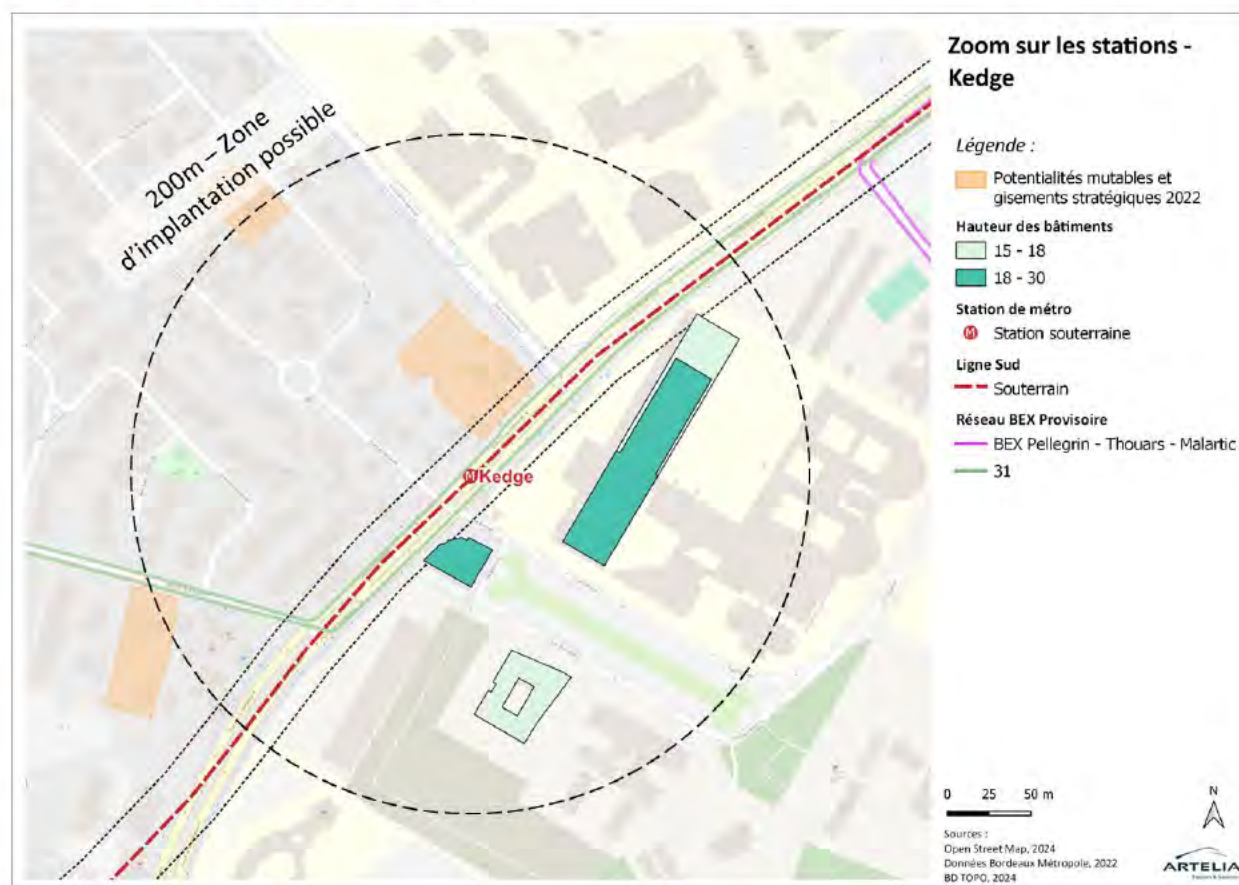 Zoom sur les stations -
Kedge
200m – Zone
d'implantation possible
Kedge
Légende :
Potentialités mutables et
gisements stratégiques 2022
Hauteur des bâtiments
15 - 18
18 - 30
Station de métro
M Station souterraine
Ligne Sud
Souterrain
Réseau BEX Provisoire
BEX Pellegrin - Thouars - Malartic
31
0 25 50 m
N
Sources :
Open Street Map, 2024
Données Bordeaux Métropole, 2022
BD TOPO, 2024
ARTELIA